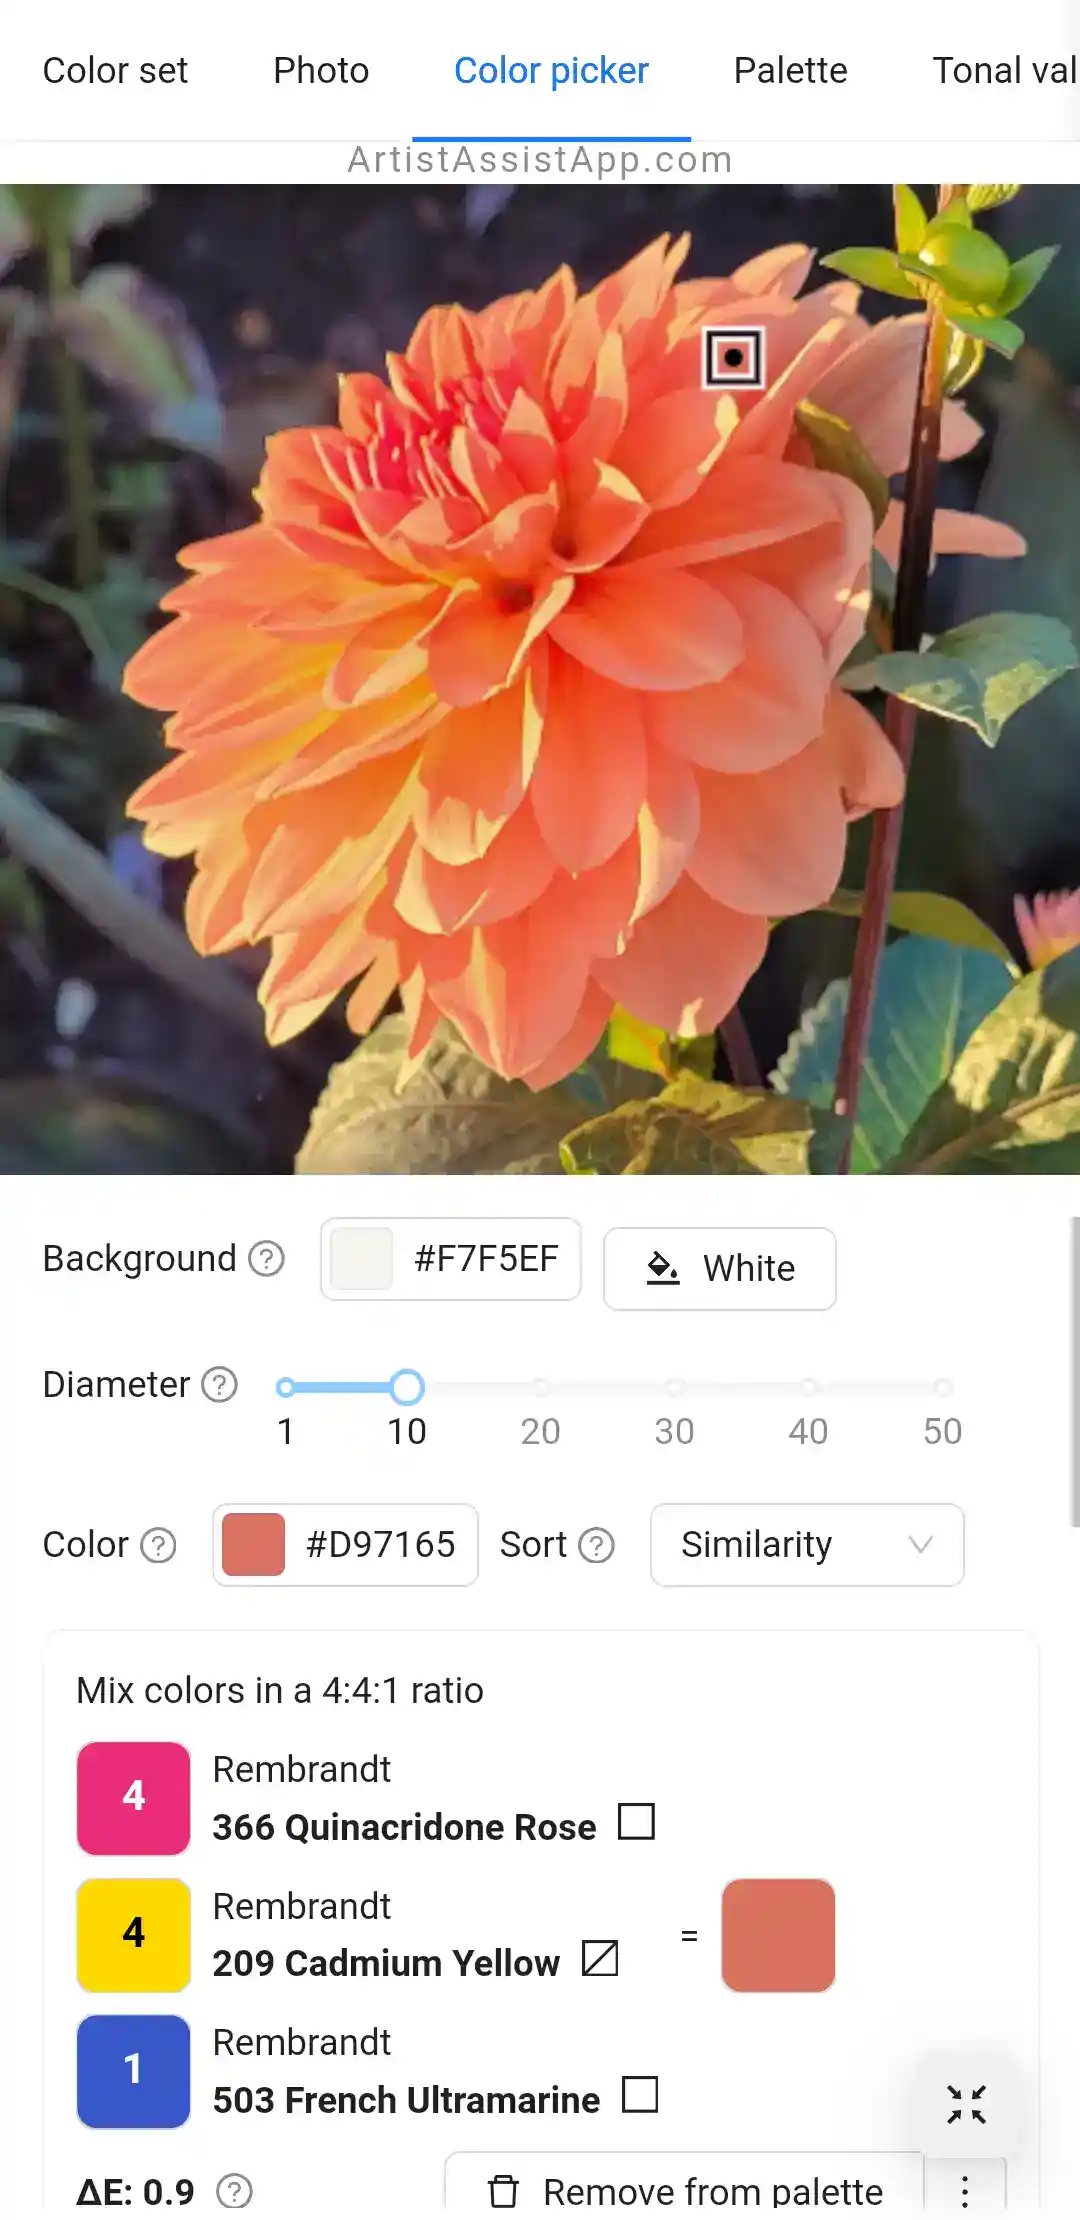 Color set Photo Color picker Palette Tonal val
ArtistAssistApp.com
Background ? #F7F5EF White
Diameter ?
1 10 20 30 40 50
Color ? #D97165 Sort ? Similarity
Mix colors in a 4:4:1 ratio
4 Rembrandt
366 Quinacridone Rose
4 Rembrandt
209 Cadmium Yellow =
1 Rembrandt
503 French Ultramarine
ΔE: 0.9 ? Remove from palette